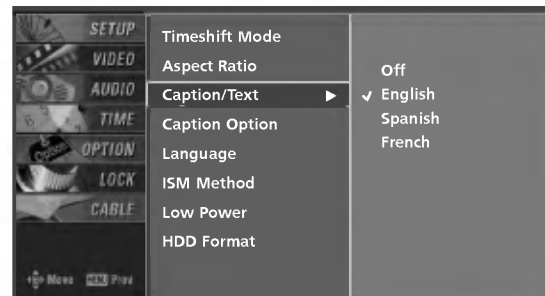 SETUP
VIDEO
AUDIO
TIME
OPTION
LOCK
CABLE
Move MENU Prev
Timeshift Mode
Aspect Ratio
Caption/Text ▶
Caption Option
Language
ISM Method
Low Power
HDD Format
Off
✓ English
Spanish
French